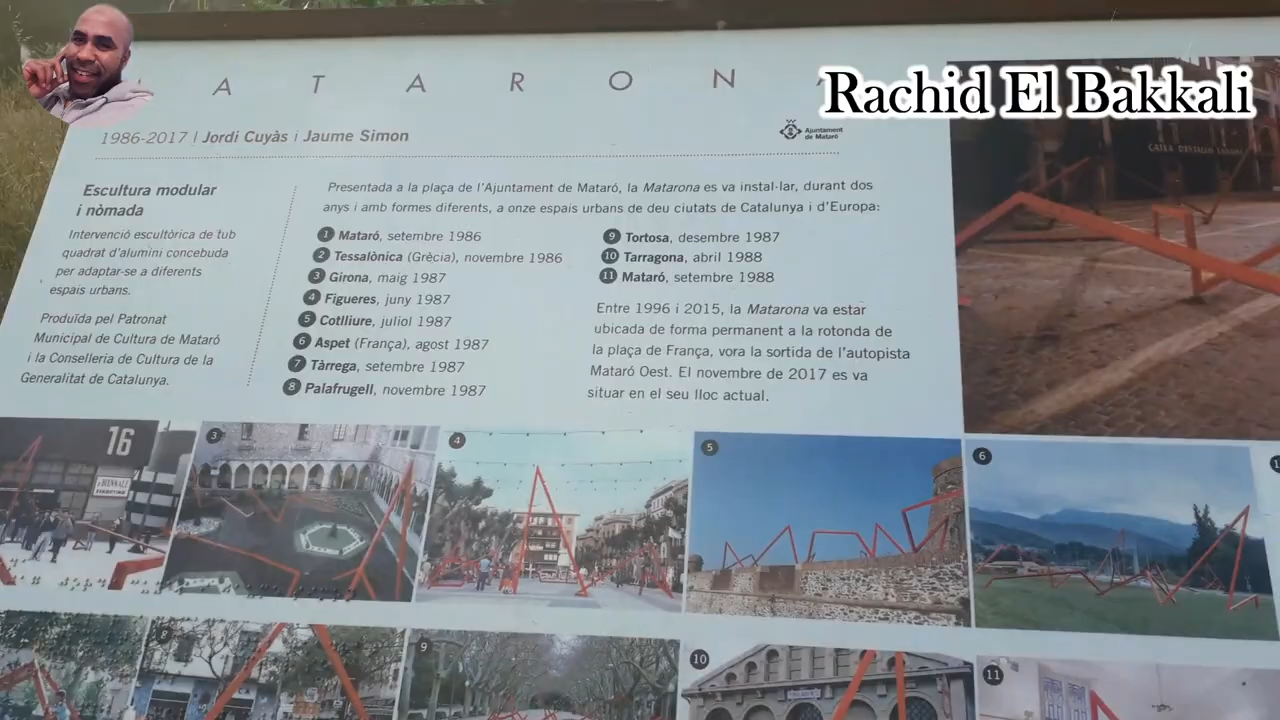 Rachid El Bakkali
ATARON
1986-2017 | Jordi Cuyàs i Jaume Simon
Ajuntament
de Mataró
Escultura modular
i nòmada
Intervenció escultòrica de tub
quadrat d'alumini concebuda
per adaptar-se a diferents
espais urbans.
Produïda pel Patronat
Municipal de Cultura de Mataró
i la Conselleria de Cultura de la
Generalitat de Catalunya.
Presentada a la plaça de l'Ajuntament de Mataró, la Matarona es va instal·lar, durant dos
anys i amb formes diferents, a onze espais urbans de deu ciutats de Catalunya i d'Europa:
1 Mataró, setembre 1986
2 Tessalònica (Grècia), novembre 1986
3 Girona, maig 1987
4 Figueres, juny 1987
5 Cotlliure, juliol 1987
6 Aspet (França), agost 1987
7 Tàrrega, setembre 1987
8 Palafrugell, novembre 1987
9 Tortosa, desembre 1987
10 Tarragona, abril 1988
11 Mataró, setembre 1988
Entre 1996 i 2015, la Matarona va estar
ubicada de forma permanent a la rotonda de
la plaça de França, vora la sortida de l'autopista
Mataró Oest. El novembre de 2017 es va
situar en el seu lloc actual.
16
3
4
5
6
8
9
10
11